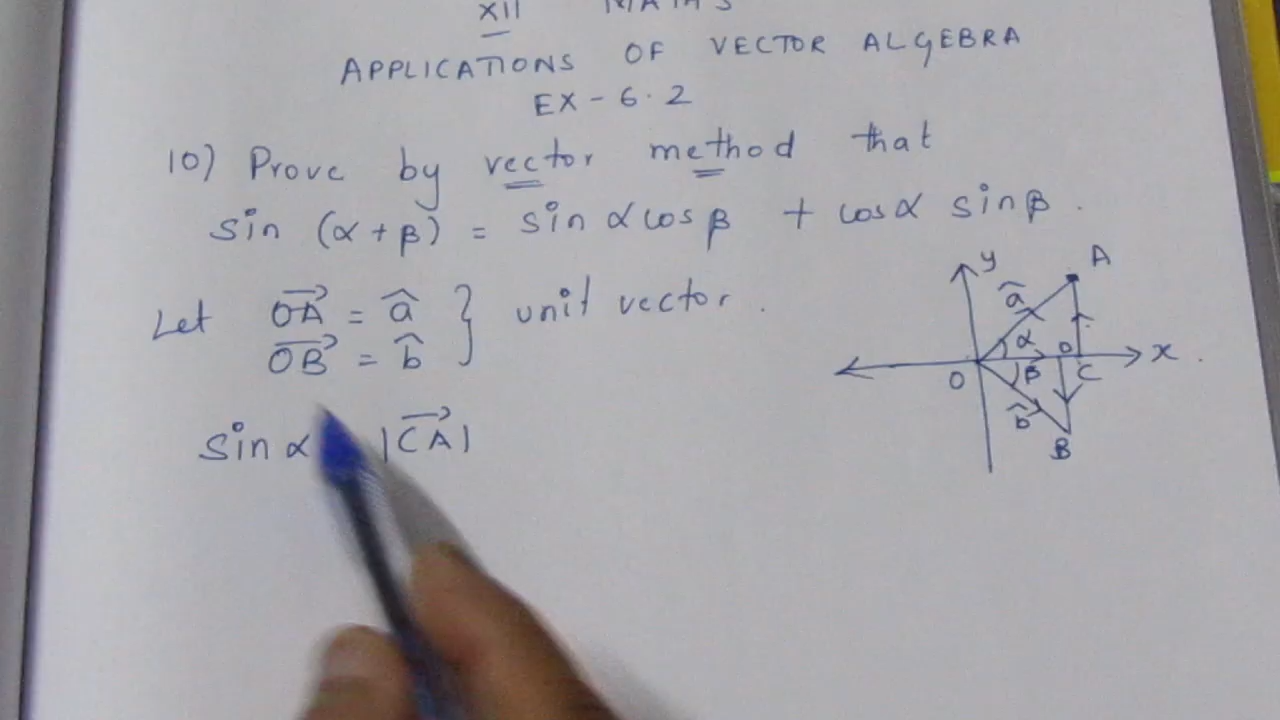 XII MATHS
APPLICATIONS OF VECTOR ALGEBRA
EX - 6.2
10) Prove by vector method that
sin (α + β) = sin α cos β + cos α sin β.
Let OA⃗ = â } unit vector.
OB⃗ = b̂
sin α |CA⃗|
y
A
â
α
x
O
β
C
b̂
B